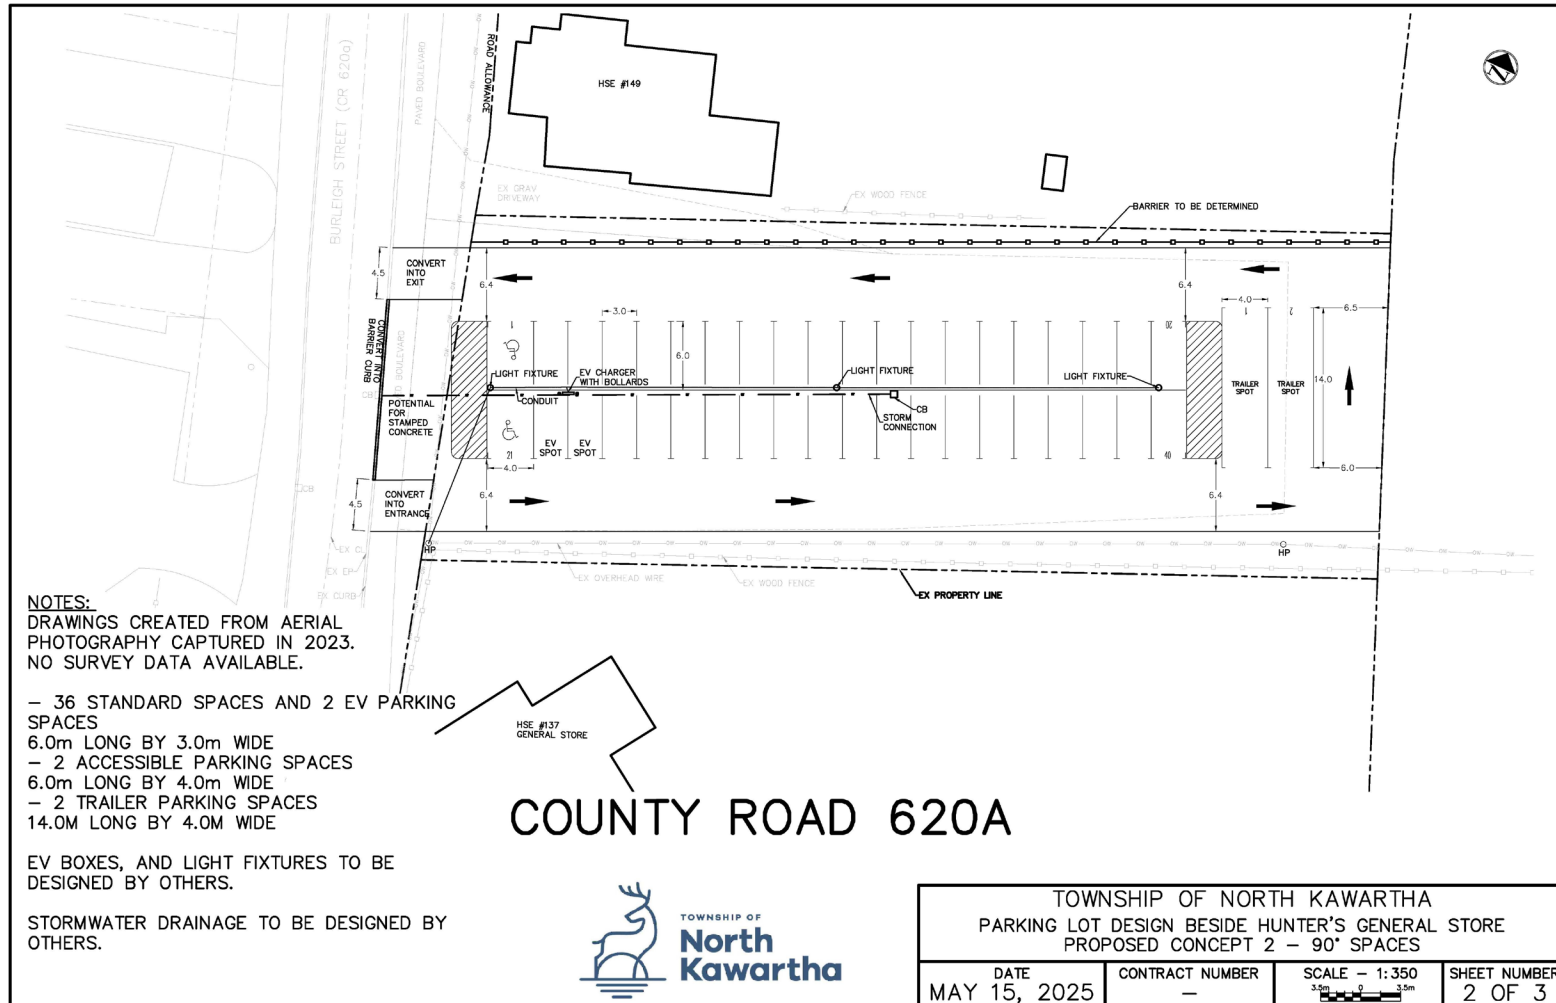 BURLEIGH STREET (CR 620a)
PAVED BOULEVARD
ROAD ALLOWANCE
HSE #149
EX GRAV
DRIVEWAY
EX WOOD FENCE
BARRIER TO BE DETERMINED
4.5
CONVERT
INTO
EXIT
6.4
6.4
3.0
4.0
6.5
1
20
1
2
CONVERT INTO
BARRIER CURB
6.0
LIGHT FIXTURE
EV CHARGER
WITH BOLLARDS
LIGHT FIXTURE
LIGHT FIXTURE
TRAILER
SPOT
TRAILER
SPOT
14.0
CB
POTENTIAL
FOR
STAMPED
CONCRETE
CONDUIT
CB
STORM
CONNECTION
EV
SPOT
EV
SPOT
21
40
4.0
6.0
4.5
CONVERT
INTO
ENTRANCE
6.4
6.4
CB
HP
HP
EX CL
EX EP
EX CURB
EX OVERHEAD WIRE
EX WOOD FENCE
EX PROPERTY LINE
NOTES:
DRAWINGS CREATED FROM AERIAL
PHOTOGRAPHY CAPTURED IN 2023.
NO SURVEY DATA AVAILABLE.
– 36 STANDARD SPACES AND 2 EV PARKING
SPACES
6.0m LONG BY 3.0m WIDE
– 2 ACCESSIBLE PARKING SPACES
6.0m LONG BY 4.0m WIDE
– 2 TRAILER PARKING SPACES
14.0M LONG BY 4.0M WIDE
EV BOXES, AND LIGHT FIXTURES TO BE
DESIGNED BY OTHERS.
STORMWATER DRAINAGE TO BE DESIGNED BY
OTHERS.
HSE #137
GENERAL STORE
COUNTY ROAD 620A
TOWNSHIP OF
North
Kawartha
TOWNSHIP OF NORTH KAWARTHA
PARKING LOT DESIGN BESIDE HUNTER'S GENERAL STORE
PROPOSED CONCEPT 2 – 90° SPACES
DATE
MAY 15, 2025
CONTRACT NUMBER
–
SCALE – 1:350
3.5m 0 3.5m
SHEET NUMBER
2 OF 3